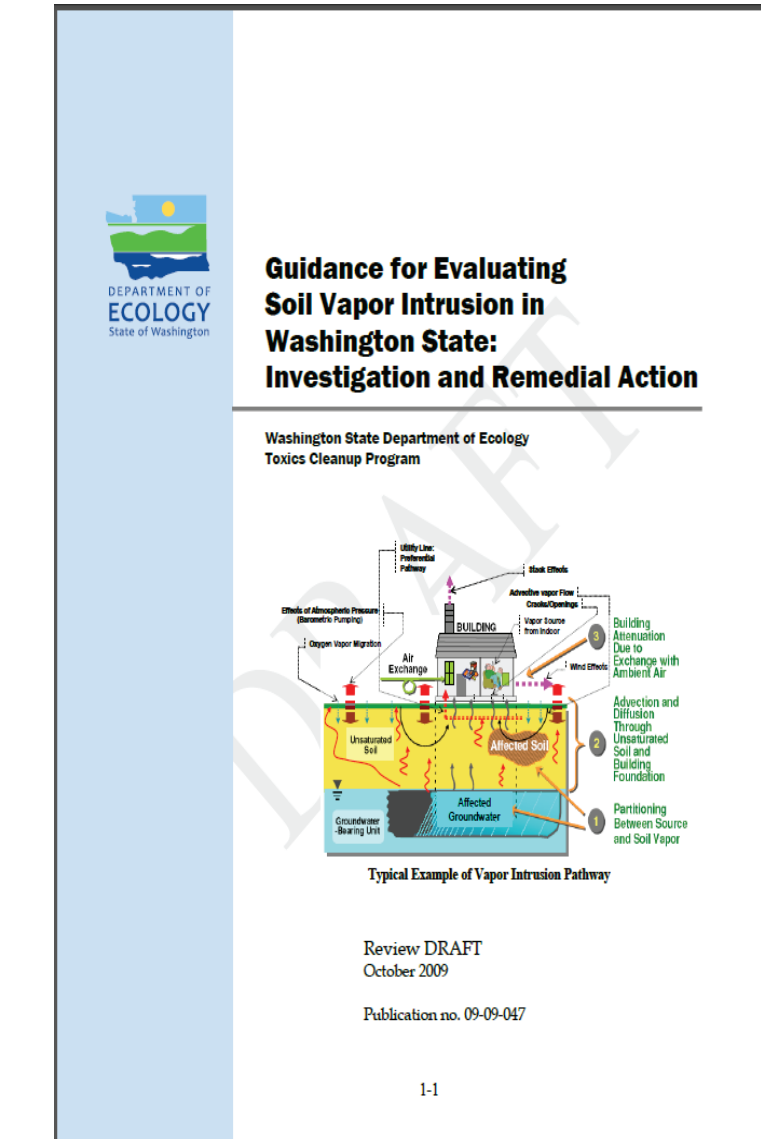 DEPARTMENT OF
ECOLOGY
State of Washington
Guidance for Evaluating
Soil Vapor Intrusion in
Washington State:
Investigation and Remedial Action
Washington State Department of Ecology
Toxics Cleanup Program
DRAFT
Utility Line:
Preferential
Pathway
Stack Effects
Advective vapor Flow
Cracks/Openings
Effects of Atmospheric Pressure
(Barometric Pumping)
BUILDING
Vapor Source
from Indoor
Oxygen Vapor Migration
Air
Exchange
Wind Effects
3
Building
Attenuation
Due to
Exchange with
Ambient Air
Unsaturated
Soil
Affected Soil
2
Advection and
Diffusion
Through
Unsaturated
Soil and
Building
Foundation
Groundwater
-Bearing Unit
Affected
Groundwater
1
Partitioning
Between Source
and Soil Vapor
Typical Example of Vapor Intrusion Pathway
Review DRAFT
October 2009
Publication no. 09-09-047
1-1